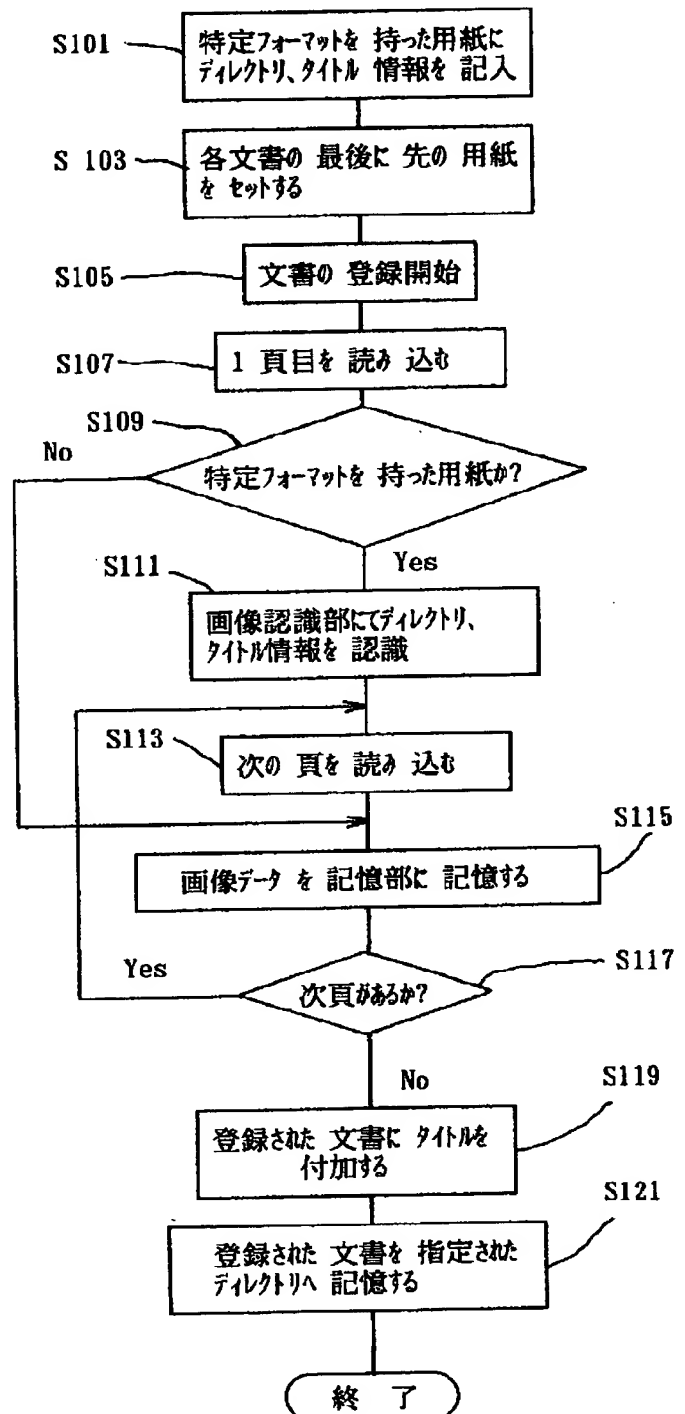 S101
特定フォーマットを 持った用紙に
ディレクトリ、タイトル 情報を 記入
S 103
各文書の 最後に 先の 用紙
を セットする
S105
文書の 登録開始
S107
1 頁目を 読み 込む
S109
No
特定フォーマットを 持った用紙か?
Yes
S111
画像認識部にてディレクトリ、
タイトル情報を 認識
S113
次の 頁を 読み 込む
S115
画像データ を 記憶部に 記憶する
Yes
S117
次頁があるか?
No
S119
登録された 文書に タイトルを
付加する
S121
登録された 文書を 指定された
ディレクトリへ 記憶する
終 了